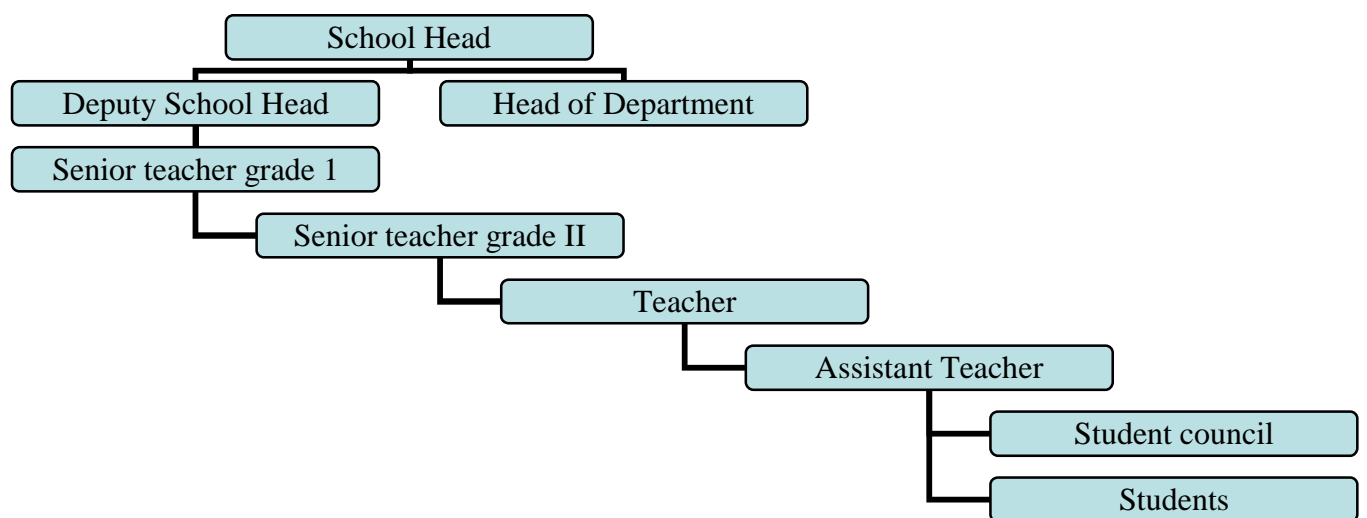 School Head
Deputy School Head
Head of Department
Senior teacher grade 1
Senior teacher grade II
Teacher
Assistant Teacher
Student council
Students